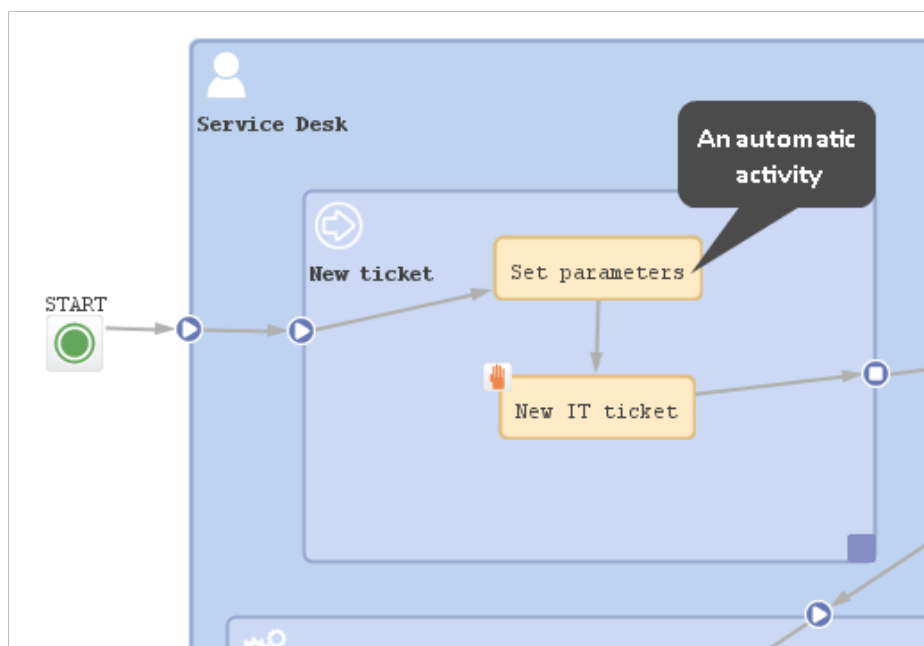 Service Desk
An automatic
activity
New ticket
Set parameters
START
New IT ticket